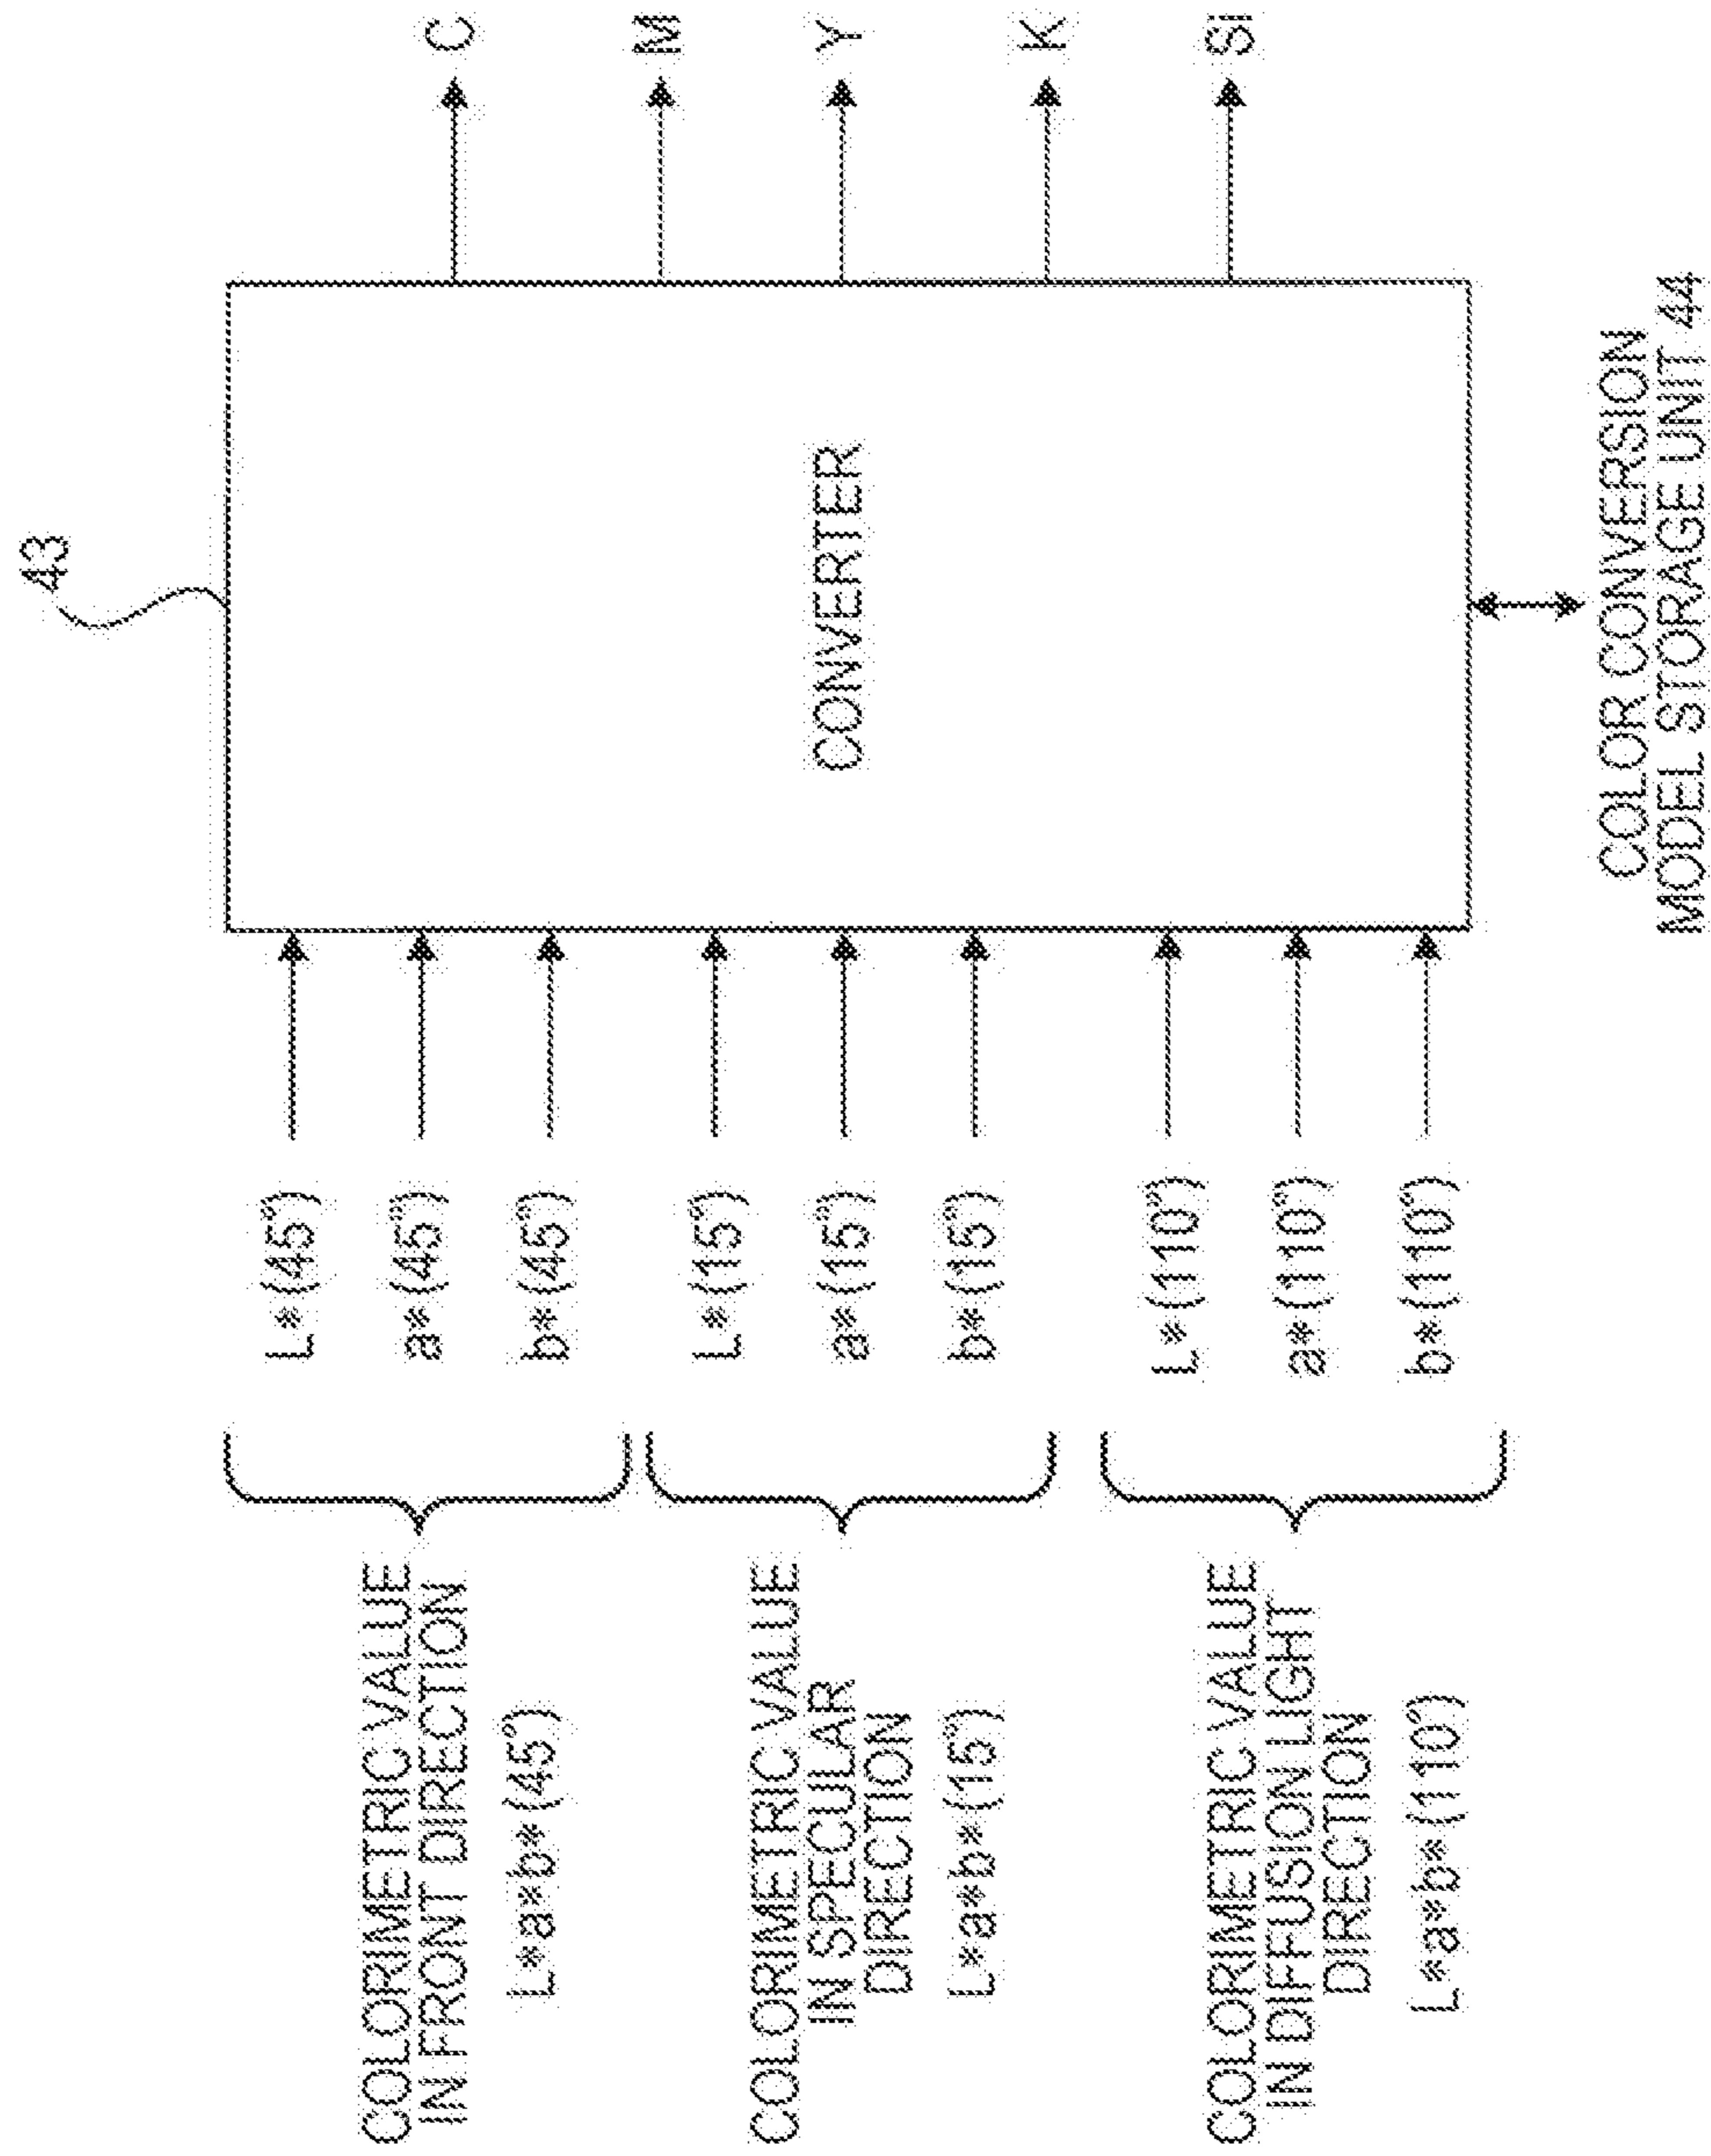 43
COLORIMETRIC VALUE
IN FRONT DIRECTION
L*a*b*(45°)
L*(45°)
a*(45°)
b*(45°)
COLORIMETRIC VALUE
IN SPECULAR
DIRECTION
L*a*b*(15°)
L*(15°)
a*(15°)
b*(15°)
COLORIMETRIC VALUE
IN DIFFUSION LIGHT
DIRECTION
L*a*b*(110°)
L*(110°)
a*(110°)
b*(110°)
CONVERTER
C
M
Y
K
Si
COLOR CONVERSION
MODEL STORAGE UNIT 44